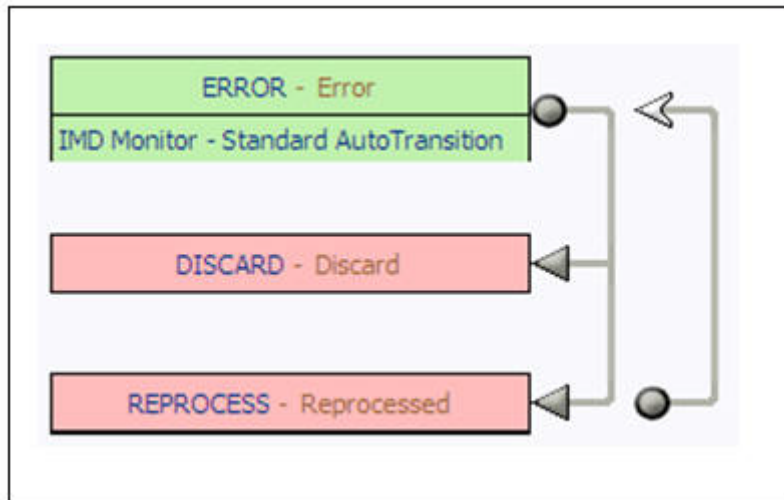 ERROR - Error
IMD Monitor - Standard AutoTransition
DISCARD - Discard
REPROCESS - Reprocessed